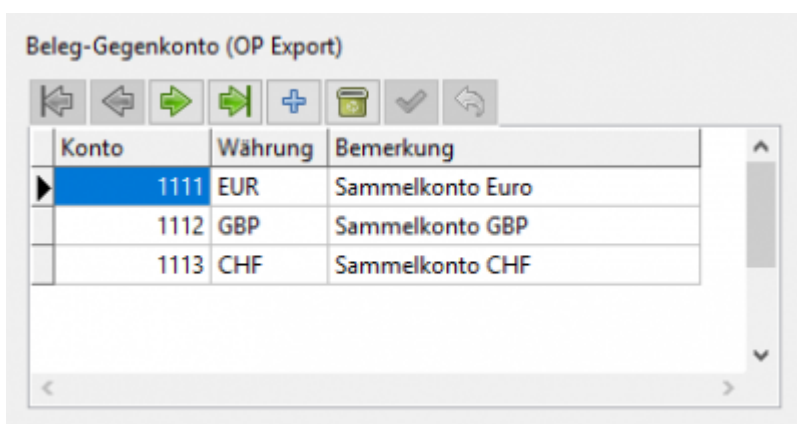 Beleg-Gegenkonto (OP Export)
Konto Währung Bemerkung
1111 EUR Sammelkonto Euro
1112 GBP Sammelkonto GBP
1113 CHF Sammelkonto CHF